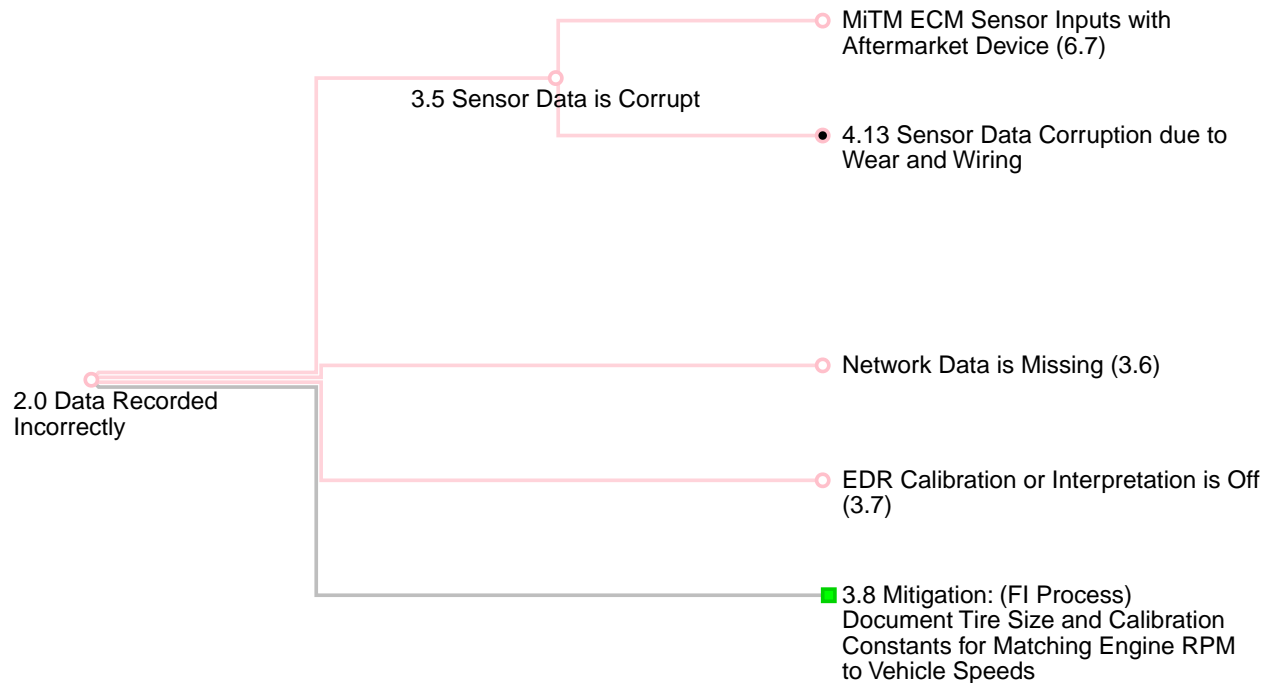 MiTM ECM Sensor Inputs with
Aftermarket Device (6.7)
3.5 Sensor Data is Corrupt
4.13 Sensor Data Corruption due to
Wear and Wiring
Network Data is Missing (3.6)
2.0 Data Recorded
Incorrectly
EDR Calibration or Interpretation is Off
(3.7)
3.8 Mitigation: (FI Process)
Document Tire Size and Calibration
Constants for Matching Engine RPM
to Vehicle Speeds